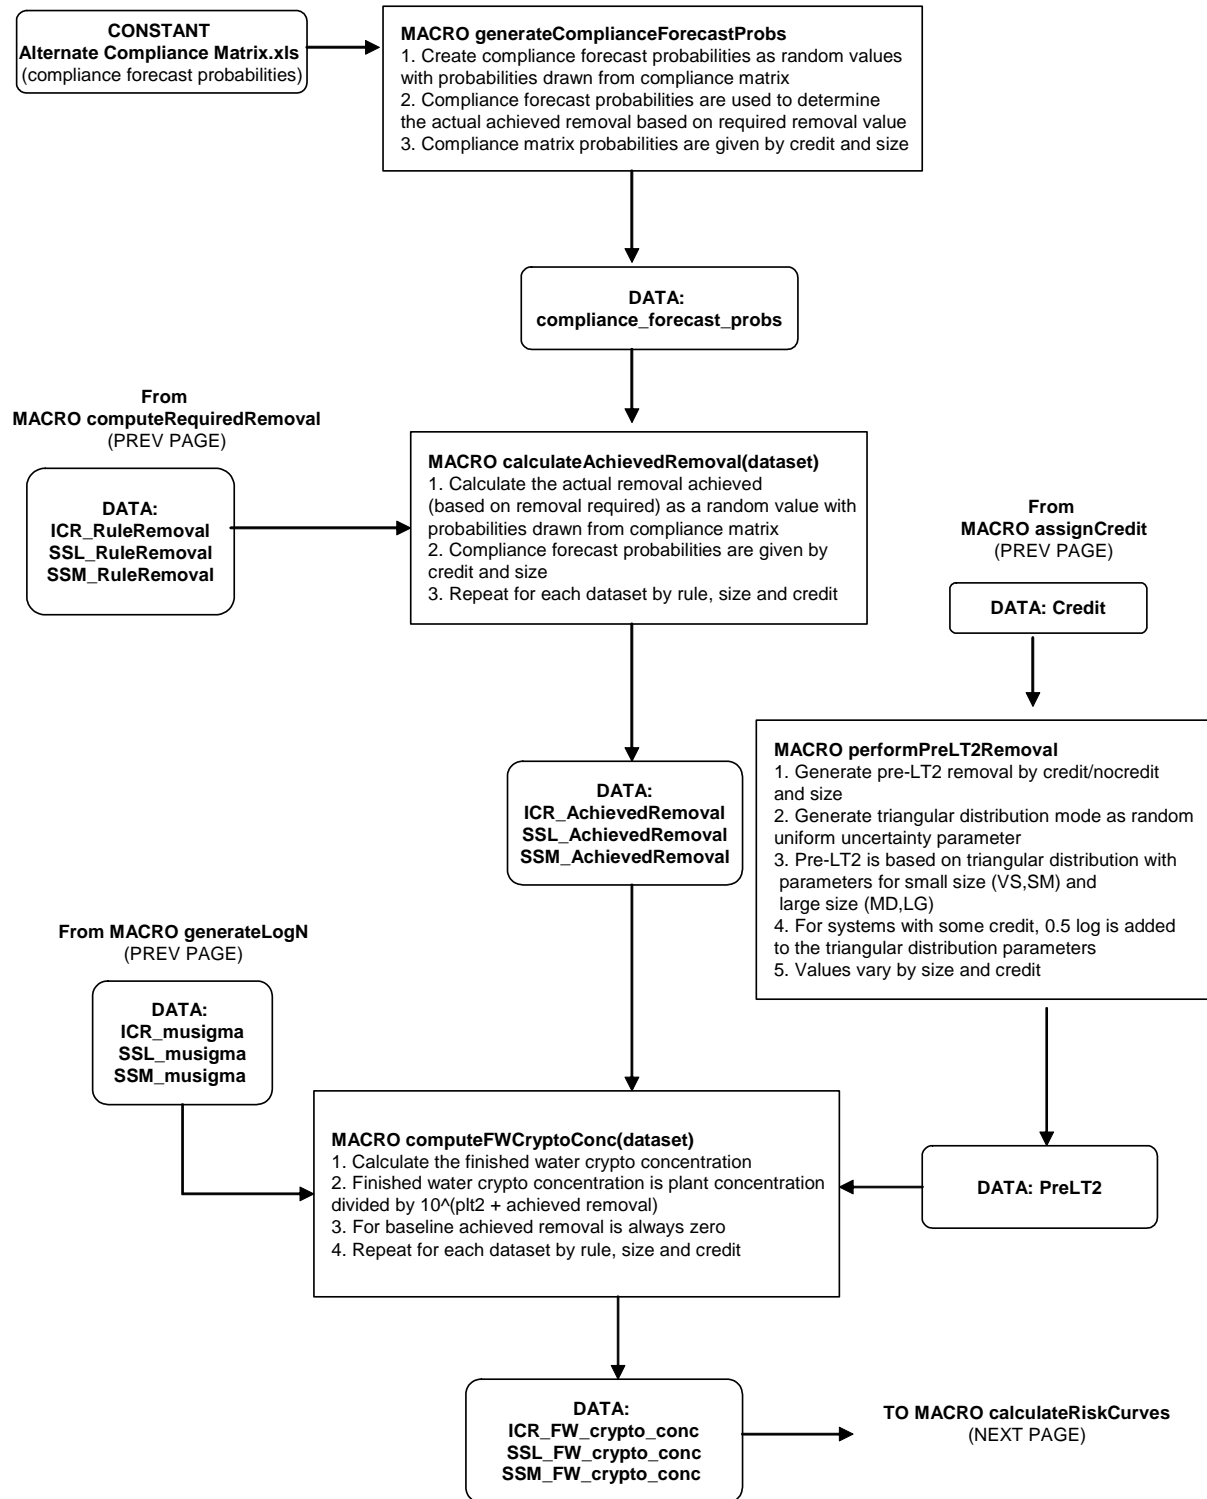 CONSTANT
Alternate Compliance Matrix.xls
(compliance forecast probabilities)
MACRO generateComplianceForecastProbs
1. Create compliance forecast probabilities as random values
with probabilities drawn from compliance matrix
2. Compliance forecast probabilities are used to determine
the actual achieved removal based on required removal value
3. Compliance matrix probabilities are given by credit and size
DATA:
compliance_forecast_probs
From
MACRO computeRequiredRemoval
(PREV PAGE)
DATA:
ICR_RuleRemoval
SSL_RuleRemoval
SSM_RuleRemoval
MACRO calculateAchievedRemoval(dataset)
1. Calculate the actual removal achieved
(based on removal required) as a random value with
probabilities drawn from compliance matrix
2. Compliance forecast probabilities are given by
credit and size
3. Repeat for each dataset by rule, size and credit
From
MACRO assignCredit
(PREV PAGE)
DATA: Credit
MACRO performPreLT2Removal
1. Generate pre-LT2 removal by credit/nocredit
and size
2. Generate triangular distribution mode as random
uniform uncertainty parameter
3. Pre-LT2 is based on triangular distribution with
parameters for small size (VS,SM) and
large size (MD,LG)
4. For systems with some credit, 0.5 log is added
to the triangular distribution parameters
5. Values vary by size and credit
DATA:
ICR_AchievedRemoval
SSL_AchievedRemoval
SSM_AchievedRemoval
From MACRO generateLogN
(PREV PAGE)
DATA:
ICR_musigma
SSL_musigma
SSM_musigma
MACRO computeFWCryptoConc(dataset)
1. Calculate the finished water crypto concentration
2. Finished water crypto concentration is plant concentration
divided by 10^(plt2 + achieved removal)
3. For baseline achieved removal is always zero
4. Repeat for each dataset by rule, size and credit
DATA: PreLT2
DATA:
ICR_FW_crypto_conc
SSL_FW_crypto_conc
SSM_FW_crypto_conc
TO MACRO calculateRiskCurves
(NEXT PAGE)